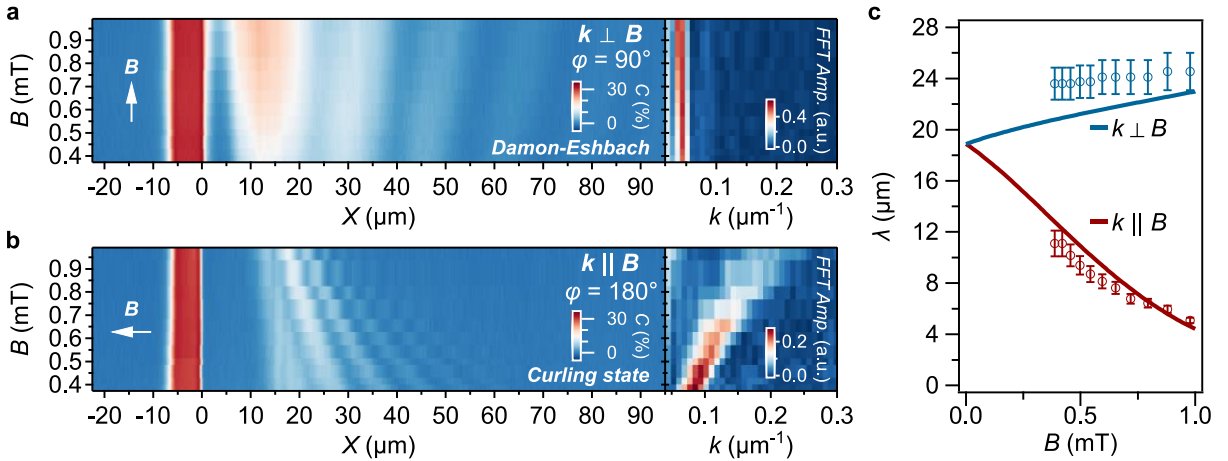 a
B (mT)
0.9
0.8
0.7
0.6
0.5
0.4
B
k ⊥ B
φ = 90°
30
0
C (%)
Damon-Eshbach
-20 -10 0 10 20 30 40 50 60 70 80 90
X (µm)
FFT Amp. (a.u.)
0.4
0.0
0.1 0.2 0.3
k (µm⁻¹)
b
B (mT)
0.9
0.8
0.7
0.6
0.5
0.4
B
k || B
φ = 180°
30
0
C (%)
Curling state
-20 -10 0 10 20 30 40 50 60 70 80 90
X (µm)
FFT Amp. (a.u.)
0.2
0.0
0.1 0.2 0.3
k (µm⁻¹)
c
λ (µm)
28
24
20
16
12
8
4
0
k ⊥ B
k || B
0.0 0.5 1.0
B (mT)